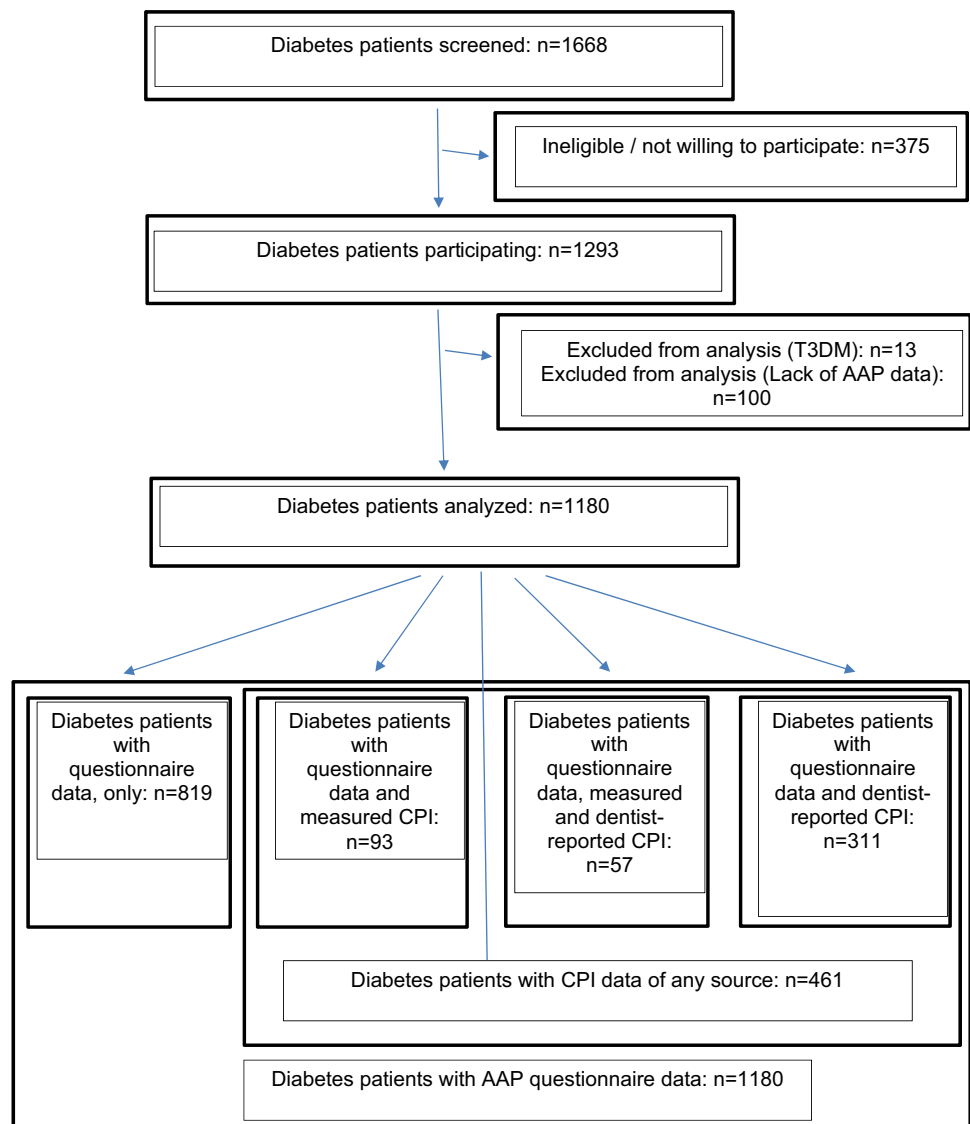 Diabetes patients screened: n=1668
Ineligible / not willing to participate: n=375
Diabetes patients participating: n=1293
Excluded from analysis (T3DM): n=13
Excluded from analysis (Lack of AAP data):
n=100
Diabetes patients analyzed: n=1180
Diabetes patients
with
questionnaire
data, only: n=819
Diabetes patients
with
questionnaire
data and
measured CPI:
n=93
Diabetes patients
with
questionnaire
data, measured
and dentist-
reported CPI:
n=57
Diabetes patients
with
questionnaire
data and dentist-
reported CPI:
n=311
Diabetes patients with CPI data of any source: n=461
Diabetes patients with AAP questionnaire data: n=1180